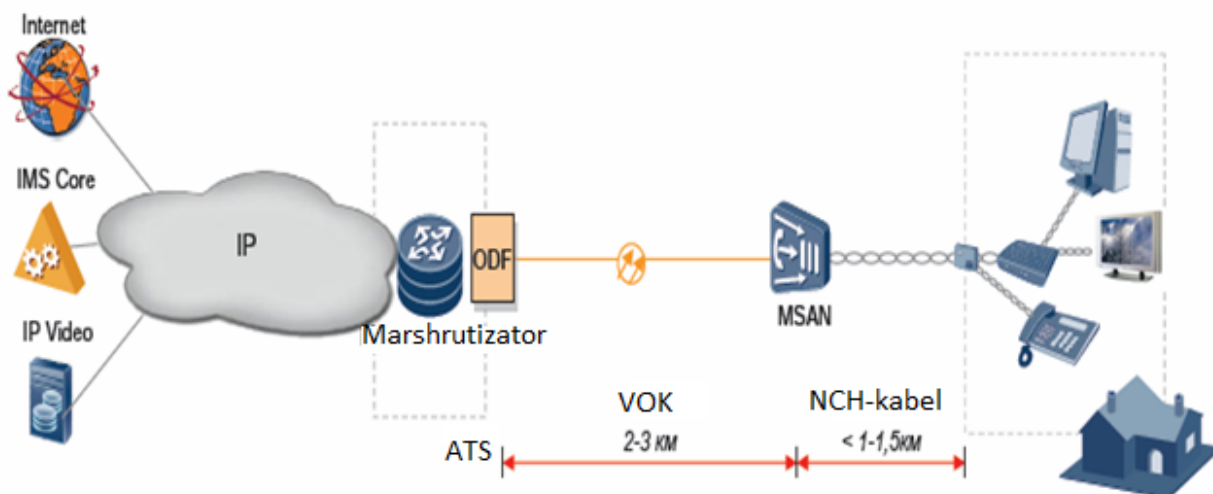 Internet
IMS Core
IP Video
IP
ODF
Marshrutizator
MSAN
VOK
NCH-kabel
ATS
2-3 км
< 1-1,5км